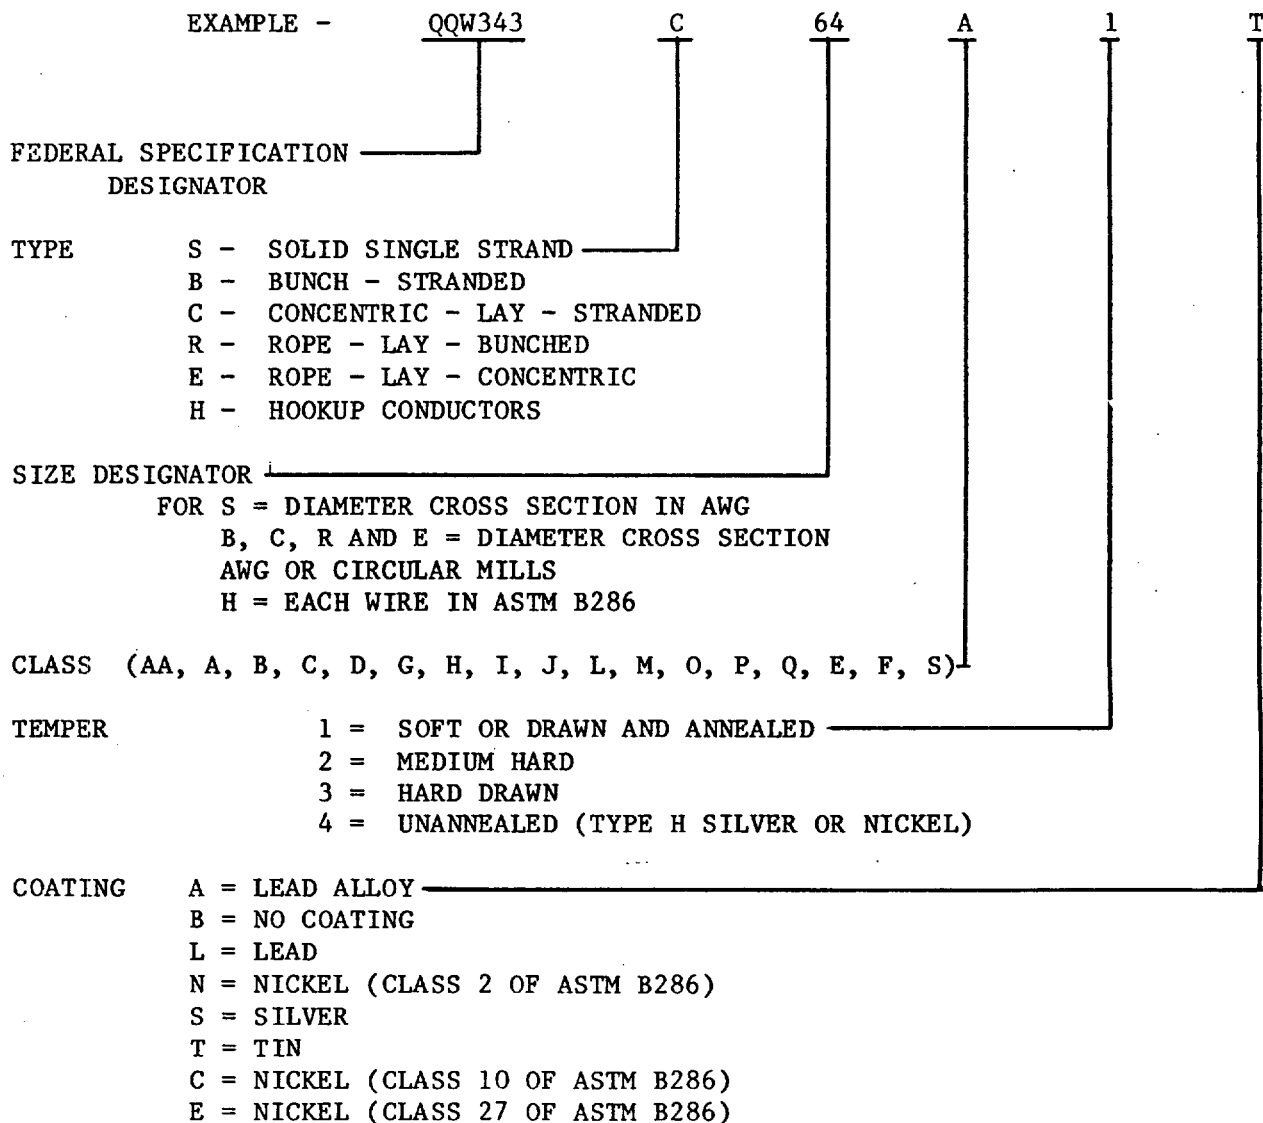 EXAMPLE - QQW343 C 64 A 1 T
FEDERAL SPECIFICATION
DESIGNATOR
TYPE S - SOLID SINGLE STRAND
B - BUNCH - STRANDED
C - CONCENTRIC - LAY - STRANDED
R - ROPE - LAY - BUNCHED
E - ROPE - LAY - CONCENTRIC
H - HOOKUP CONDUCTORS
SIZE DESIGNATOR
FOR S = DIAMETER CROSS SECTION IN AWG
B, C, R AND E = DIAMETER CROSS SECTION
AWG OR CIRCULAR MILLS
H = EACH WIRE IN ASTM B286
CLASS (AA, A, B, C, D, G, H, I, J, L, M, O, P, Q, E, F, S)
TEMPER 1 = SOFT OR DRAWN AND ANNEALED
2 = MEDIUM HARD
3 = HARD DRAWN
4 = UNANNEALED (TYPE H SILVER OR NICKEL)
COATING A = LEAD ALLOY
B = NO COATING
L = LEAD
N = NICKEL (CLASS 2 OF ASTM B286)
S = SILVER
T = TIN
C = NICKEL (CLASS 10 OF ASTM B286)
E = NICKEL (CLASS 27 OF ASTM B286)